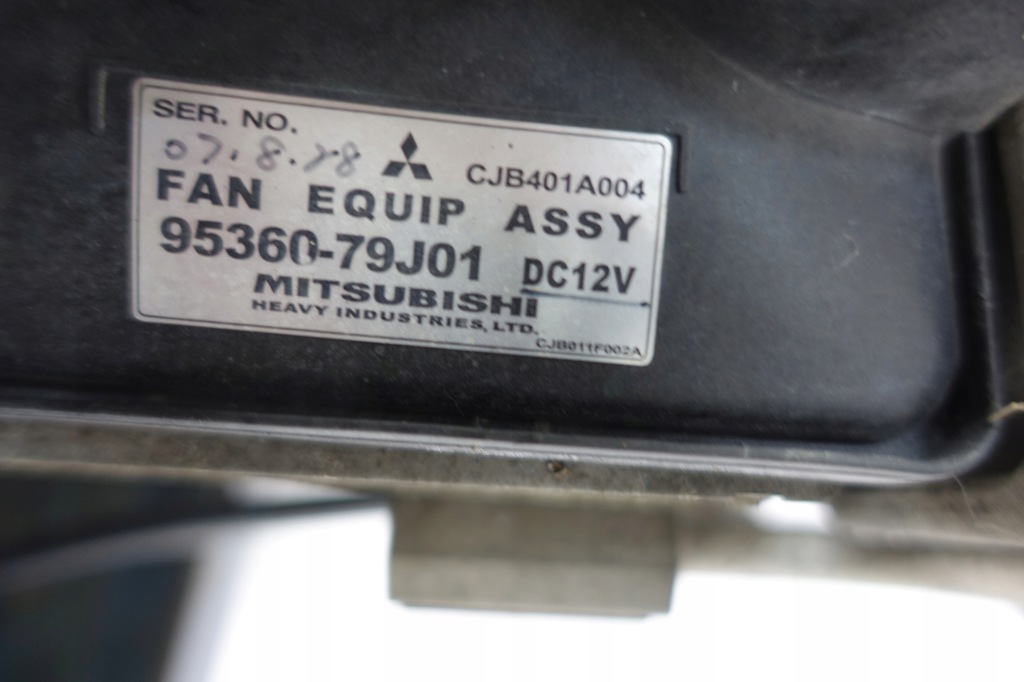 SER. NO.
07.8.28
CJB401A004
FAN EQUIP ASSY
95360-79J01 DC12V
MITSUBISHI
HEAVY INDUSTRIES, LTD.
CJB011F002A